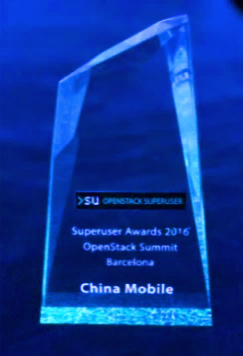 >SU OPENSTACK SUPERUSER
Superuser Awards 2016
OpenStack Summit
Barcelona
China Mobile